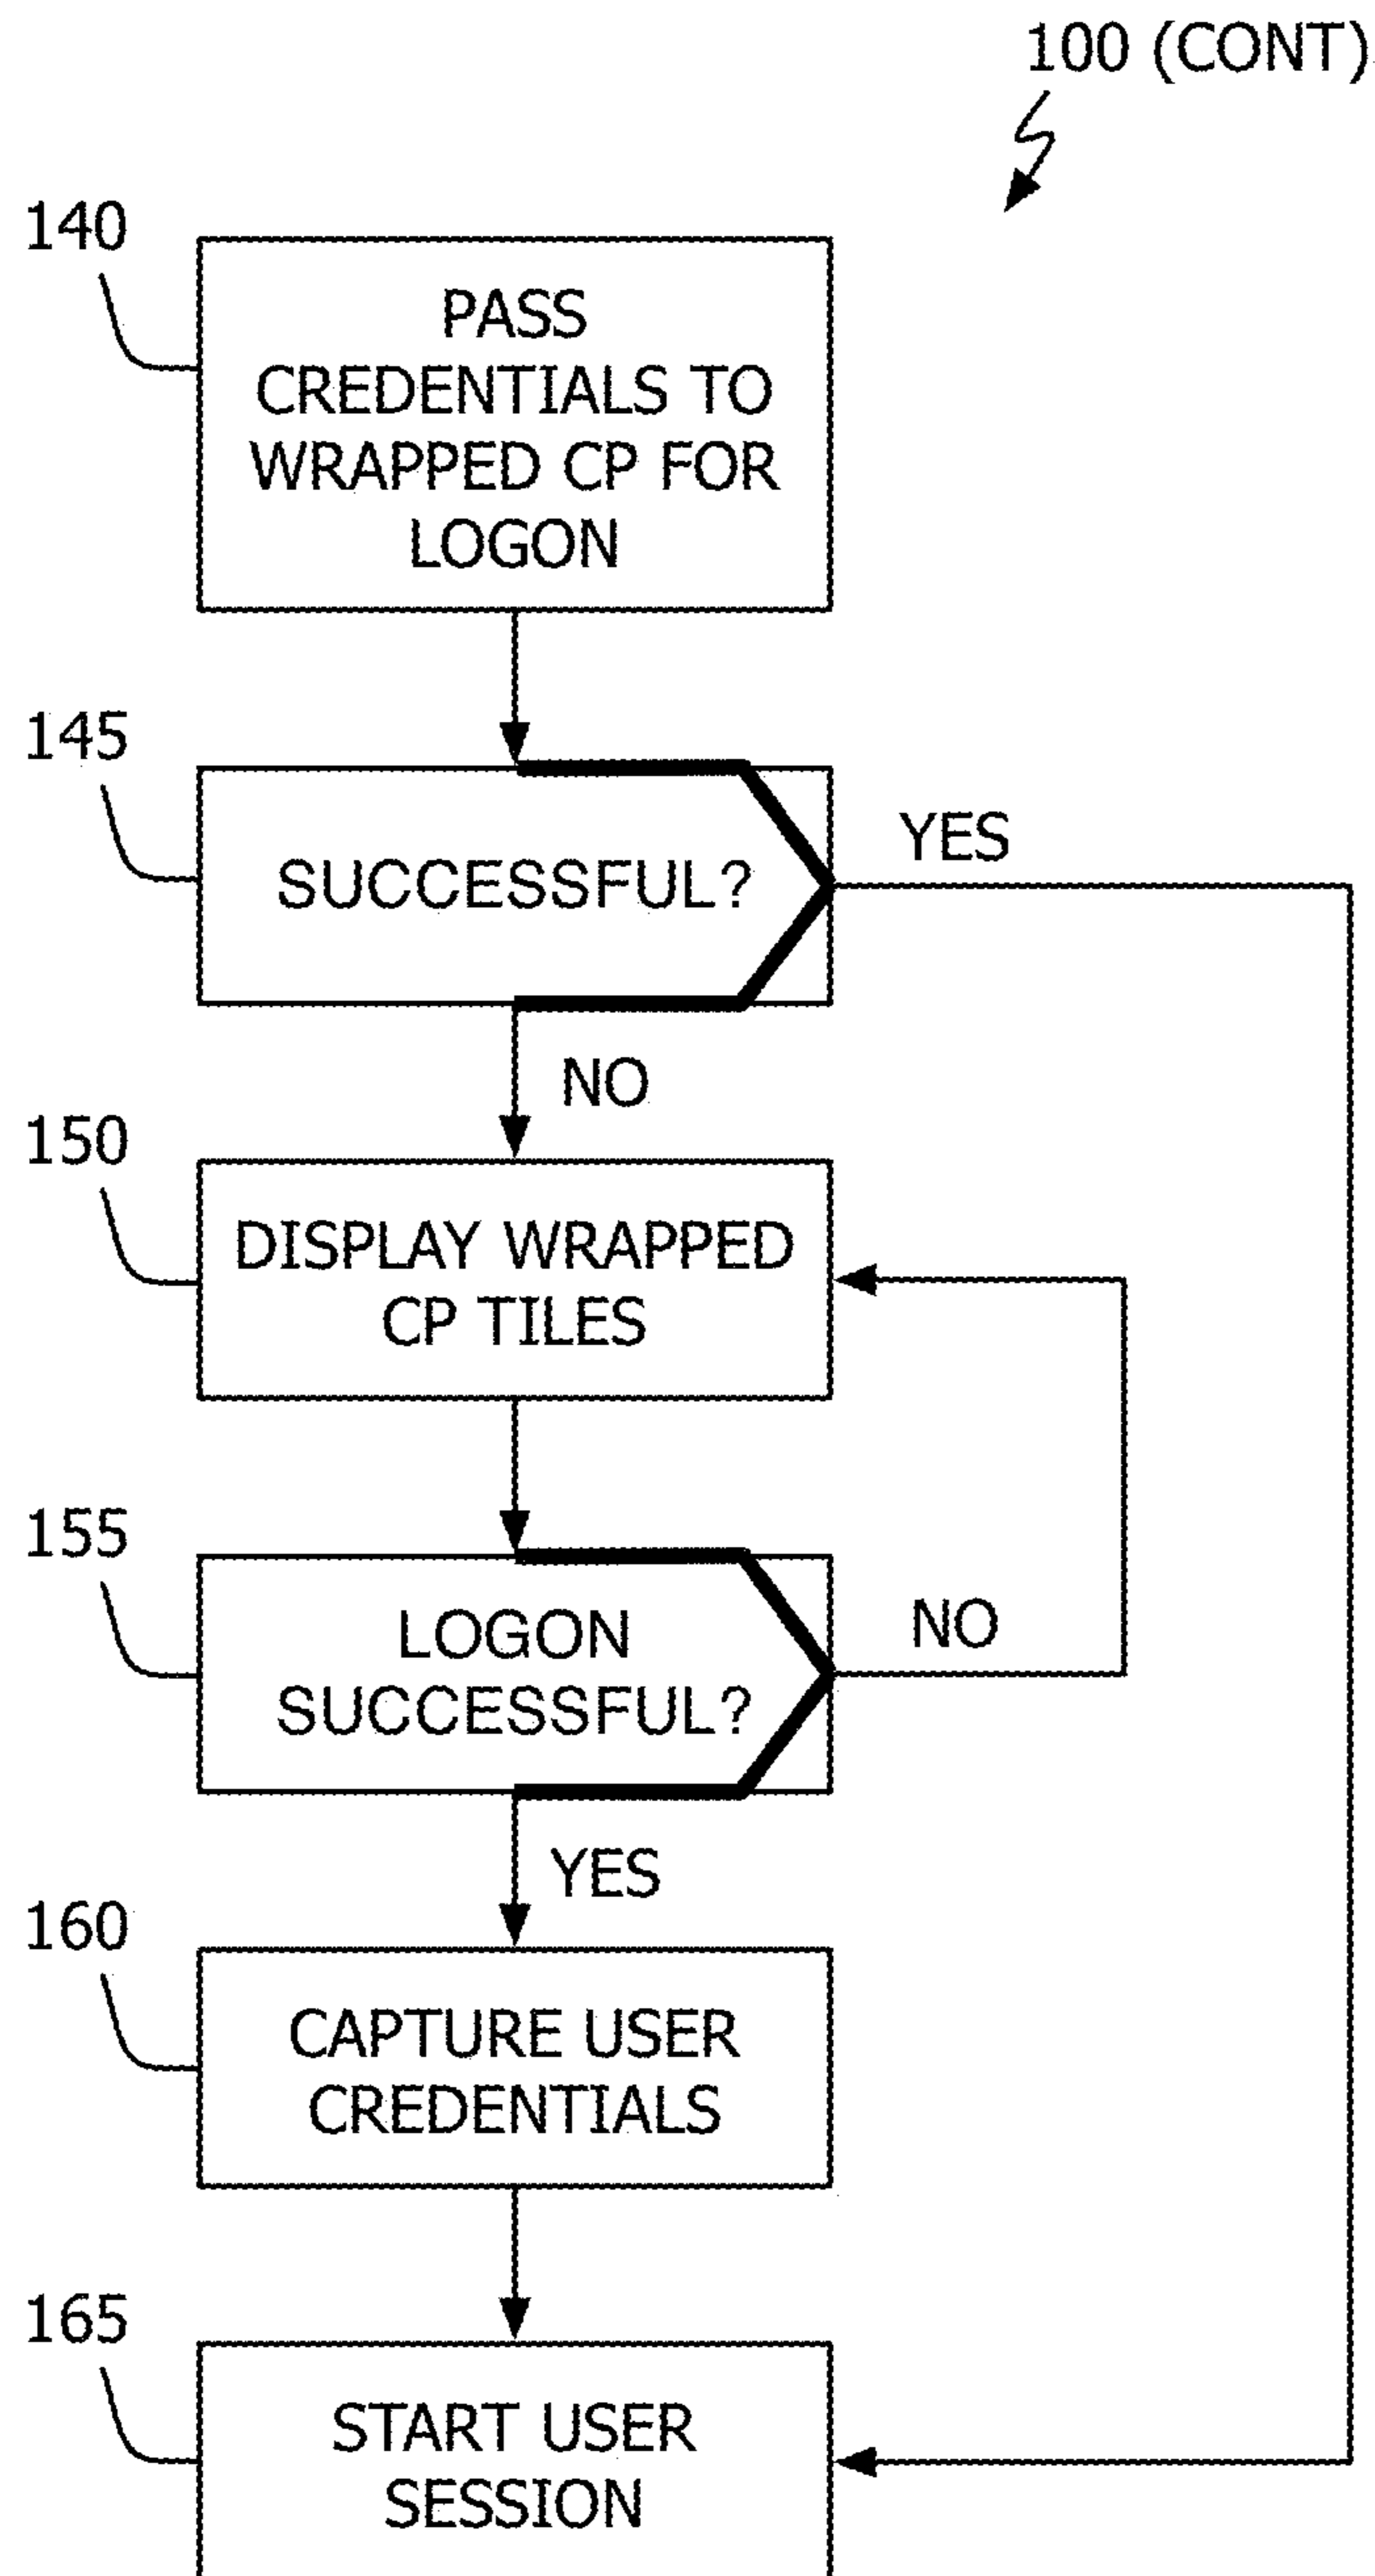 100 (CONT)
140
PASS
CREDENTIALS TO
WRAPPED CP FOR
LOGON
145
SUCCESSFUL?
YES
NO
150
DISPLAY WRAPPED
CP TILES
155
LOGON
SUCCESSFUL?
NO
YES
160
CAPTURE USER
CREDENTIALS
165
START USER
SESSION